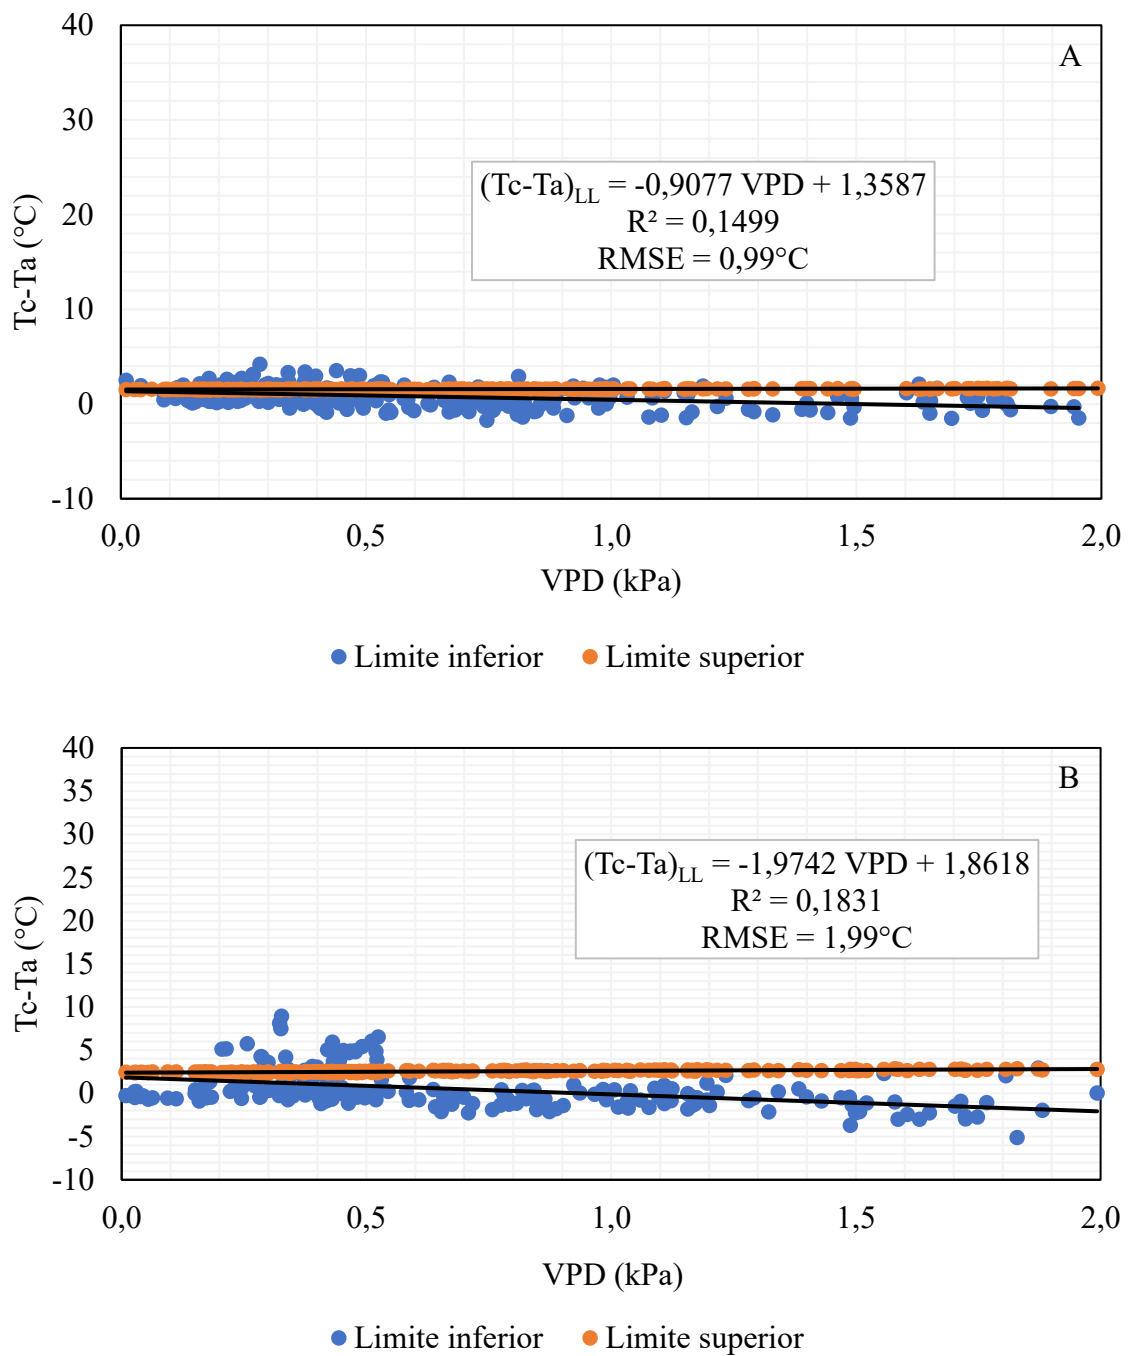 40
A
30
(Tc-Ta)LL = -0,9077 VPD + 1,3587
20
R² = 0,1499
RMSE = 0,99°C
Tc-Ta (°C)
10
0
-10
0,0 0,5 1,0 1,5 2,0
VPD (kPa)
Limite inferior Limite superior
40
B
35
30
(Tc-Ta)LL = -1,9742 VPD + 1,8618
25
R² = 0,1831
20
RMSE = 1,99°C
15
Tc-Ta (°C)
10
5
0
-5
-10
0,0 0,5 1,0 1,5 2,0
VPD (kPa)
Limite inferior Limite superior